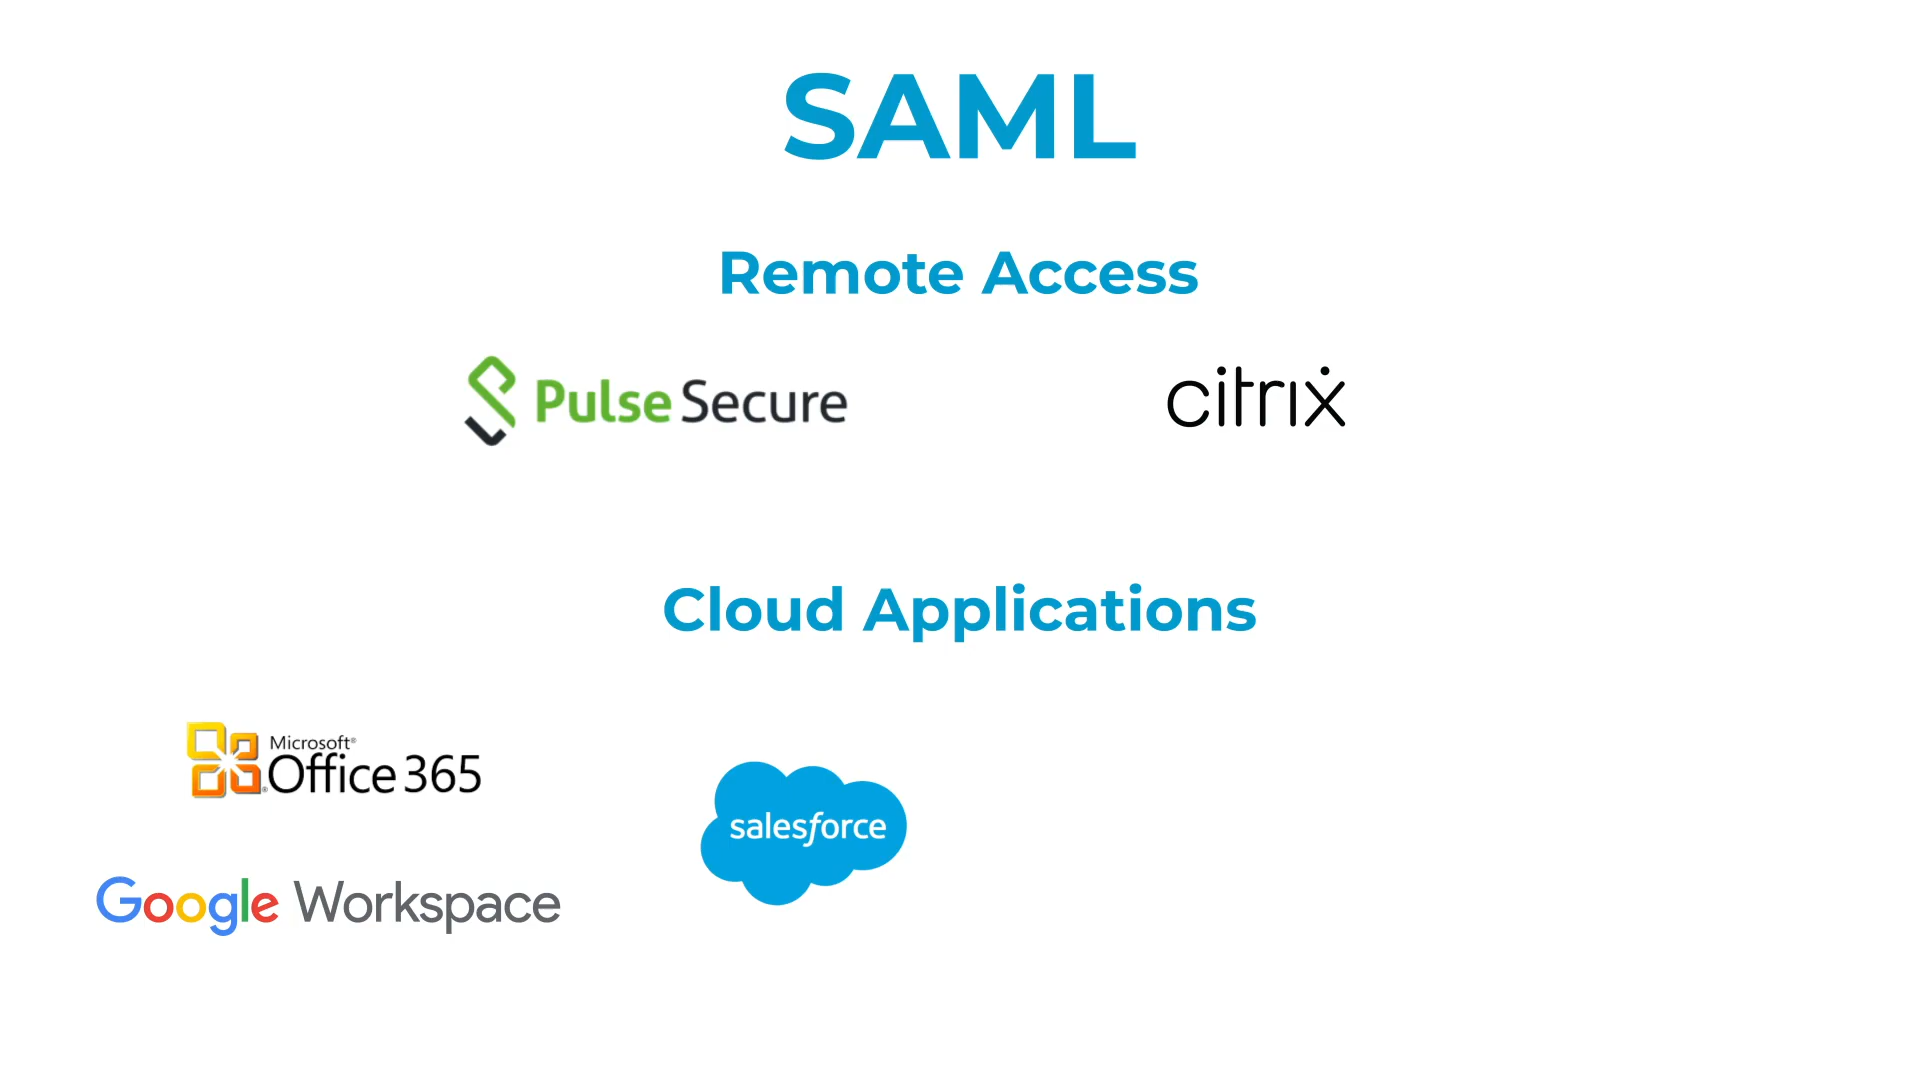 SAML
Remote Access
Pulse Secure
citrix
Cloud Applications
Microsoft®
Office 365
salesforce
Google Workspace